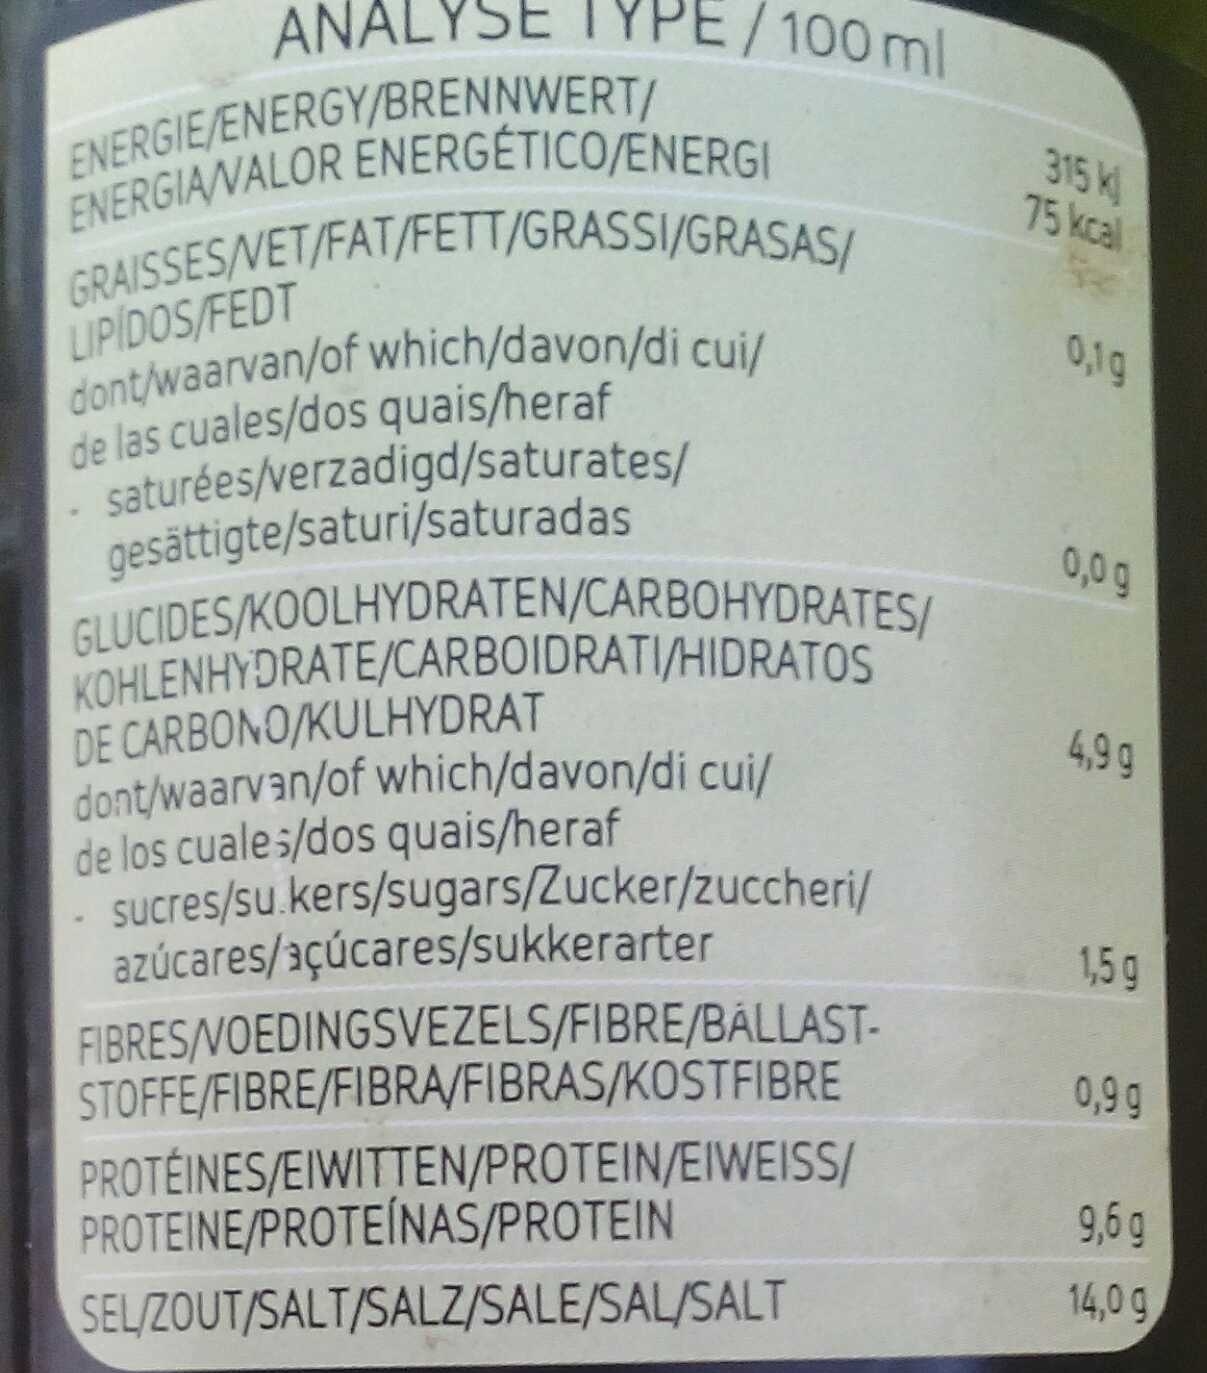 ANALYSE TYPE / 100 ml
ENERGIE/ENERGY/BRENNWERT/
ENERGIA/VALOR ENERGÉTICO/ENERGI
315 kJ
75 kcal
GRAISSES/VET/FAT/FETT/GRASSI/GRASAS/
LIPÍDOS/FEDT
0,1 g
dont/waarvan/of which/davon/di cui/
de las cuales/dos quais/heraf
- saturées/verzadigd/saturates/
gesättigte/saturi/saturadas
0,0 g
GLUCIDES/KOOLHYDRATEN/CARBOHYDRATES/
KOHLENHYDRATE/CARBOIDRATI/HIDRATOS
DE CARBONO/KULHYDRAT
4,9 g
dont/waarvan/of which/davon/di cui/
de los cuales/dos quais/heraf
- sucres/suikers/sugars/Zucker/zuccheri/
azúcares/açúcares/sukkerarter
1,5 g
FIBRES/VOEDINGSVEZELS/FIBRE/BALLAST-
STOFFE/FIBRE/FIBRA/FIBRAS/KOSTFIBRE
0,9 g
PROTÉINES/EIWITTEN/PROTEIN/EIWEISS/
PROTEINE/PROTEÍNAS/PROTEIN
9,6 g
SEL/ZOUT/SALT/SALZ/SALE/SAL/SALT
14,0 g